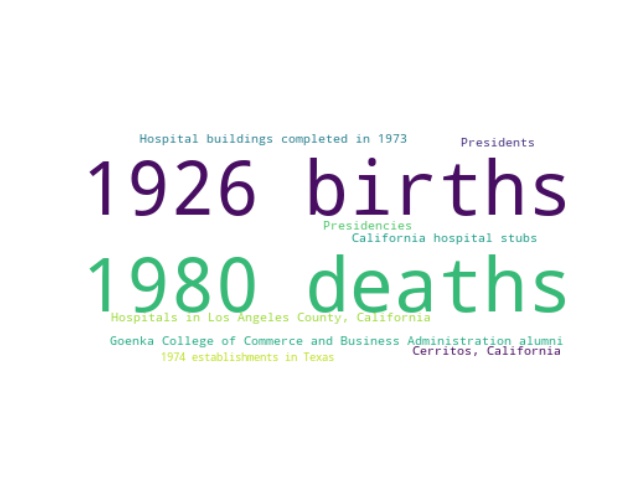 Hospital buildings completed in 1973
Presidents
1926 births
Presidencies
California hospital stubs
1980 deaths
Hospitals in Los Angeles County, California
Goenka College of Commerce and Business Administration alumni
Cerritos, California
1974 establishments in Texas